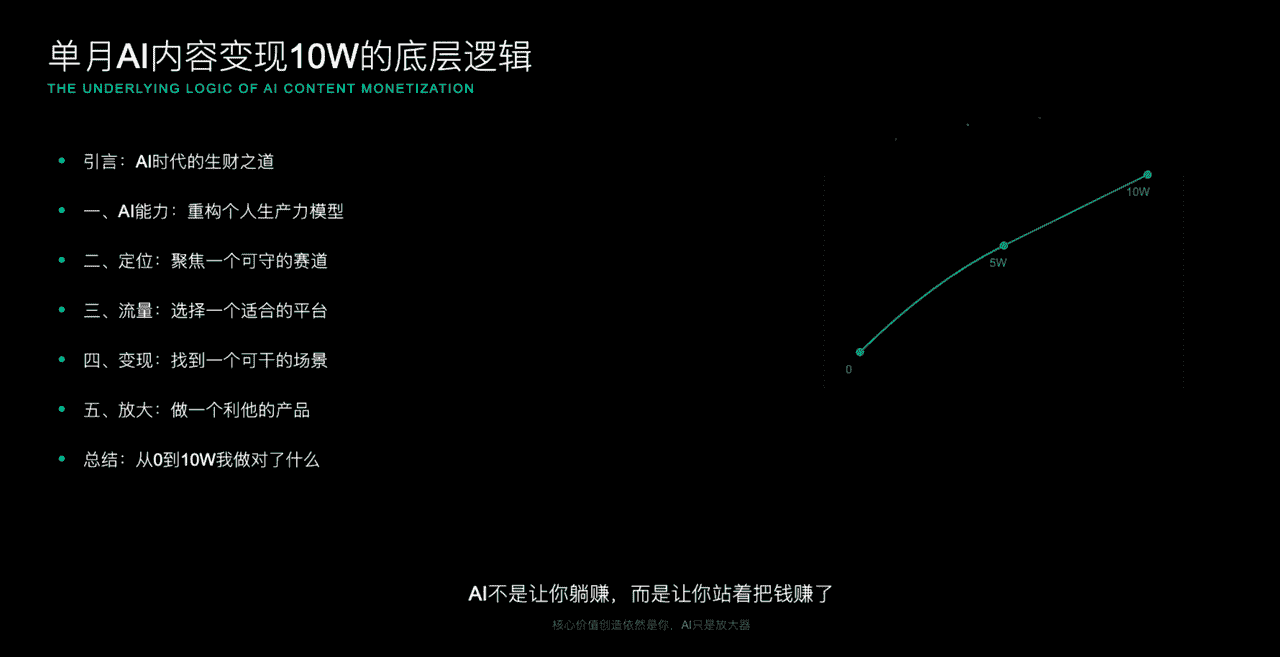 单月AI内容变现10W的底层逻辑
THE UNDERLYING LOGIC OF AI CONTENT MONETIZATION
引言：AI时代的生财之道
一、AI能力：重构个人生产力模型
二、定位：聚焦一个可守的赛道
三、流量：选择一个适合的平台
四、变现：找到一个可干的场景
五、放大：做一个利他的产品
总结：从0到10W我做对了什么
10W
5W
0
AI不是让你躺赚，而是让你站着把钱赚了
核心价值创造依然是你，AI只是放大器